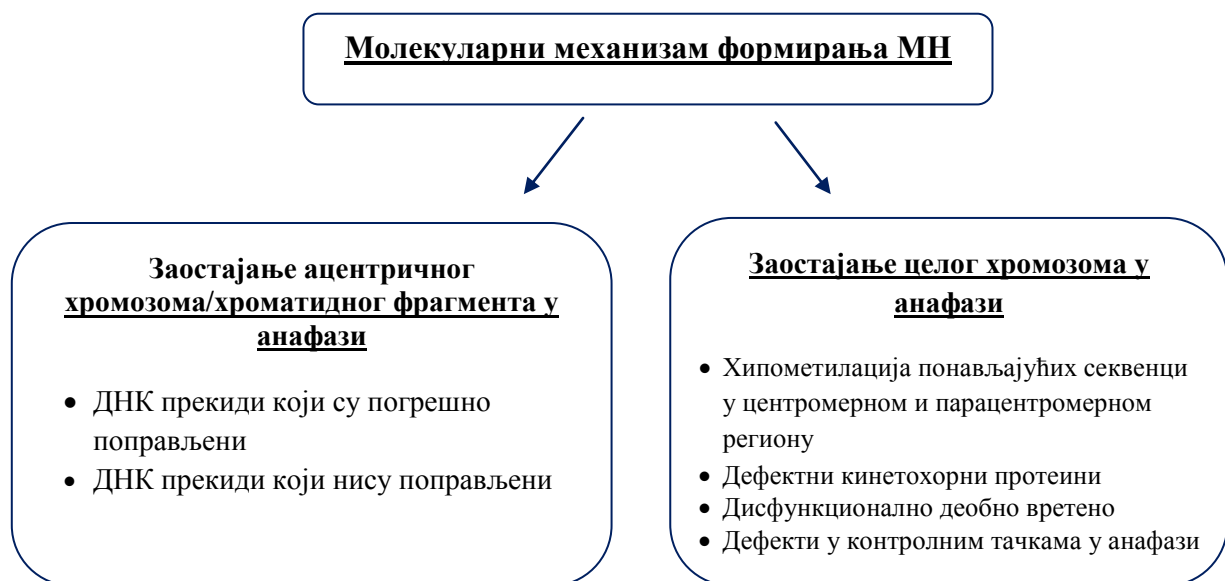 Молекуларни механизам формирања МН
Заостајање ацентричног
хромозома/хроматидног фрагмента у
анафази
• ДНК прекиди који су погрешно
поправљени
• ДНК прекиди који нису поправљени
Заостајање целог хромозома у
анафази
• Хипометилација понављајућих секвенци
у центромерном и парацентромерном
региону
• Дефектни кинетохорни протеини
• Дисфункционално деобно вретено
• Дефекти у контролним тачкама у анафази